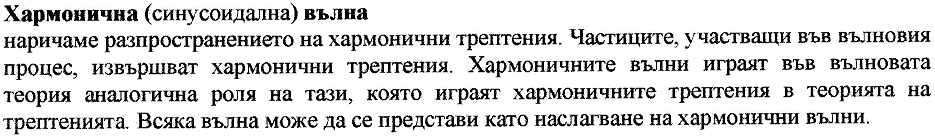 Хармонична (синусоидална) вълна
наричаме разпространението на хармонични трептения. Частиците, участващи във вълновия
процес, извършват хармонични трептения. Хармоничните вълни играят във вълновата
теория аналогична роля на тази, която играят хармоничните трептения в теорията на
трептенията. Всяка вълна може да се представи като наслагване на хармонични вълни.